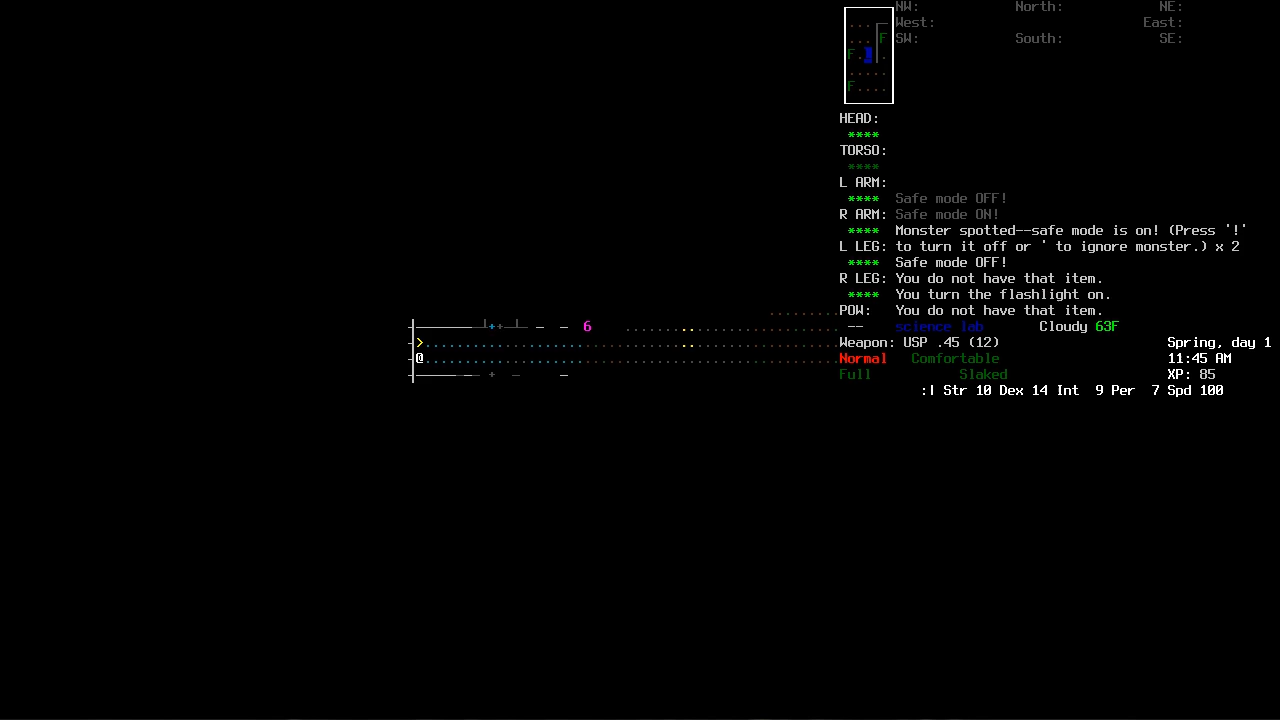 NW: North: NE:
West: East:
SW: South: SE:
F
F
F
HEAD:
****
TORSO:
****
L ARM:
**** Safe mode OFF!
R ARM: Safe mode ON!
**** Monster spotted--safe mode is on! (Press '!'
L LEG: to turn it off or ' to ignore monster.) x 2
**** Safe mode OFF!
R LEG: You do not have that item.
**** You turn the flashlight on.
POW: You do not have that item.
6
-- science lab Cloudy 63F
> Weapon: USP .45 (12) Spring, day 1
@ Normal Comfortable 11:45 AM
Full Slaked XP: 85
:| Str 10 Dex 14 Int 9 Per 7 Spd 100